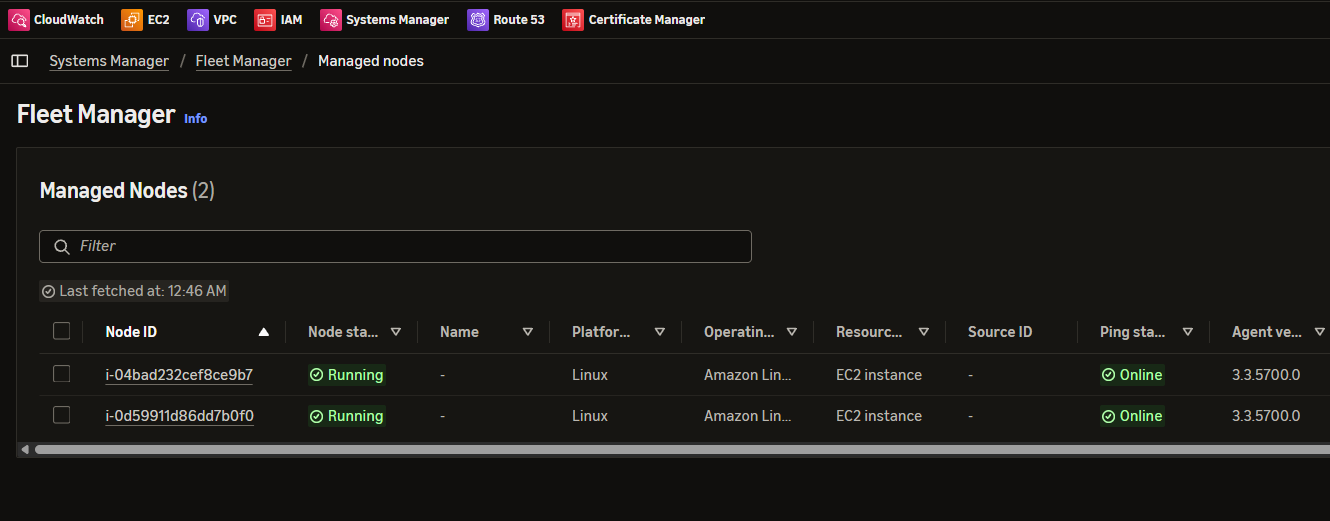 CloudWatch EC2 VPC IAM Systems Manager Route 53 Certificate Manager
Systems Manager / Fleet Manager / Managed nodes
Fleet Manager Info
Managed Nodes (2)
Filter
Last fetched at: 12:46 AM
Node ID Node sta... Name Platfor... Operatin... Resourc... Source ID Ping sta... Agent ve...
i-04bad232cef8ce9b7 Running - Linux Amazon Lin... EC2 instance - Online 3.3.5700.0
i-0d59911d86dd7b0f0 Running - Linux Amazon Lin... EC2 instance - Online 3.3.5700.0